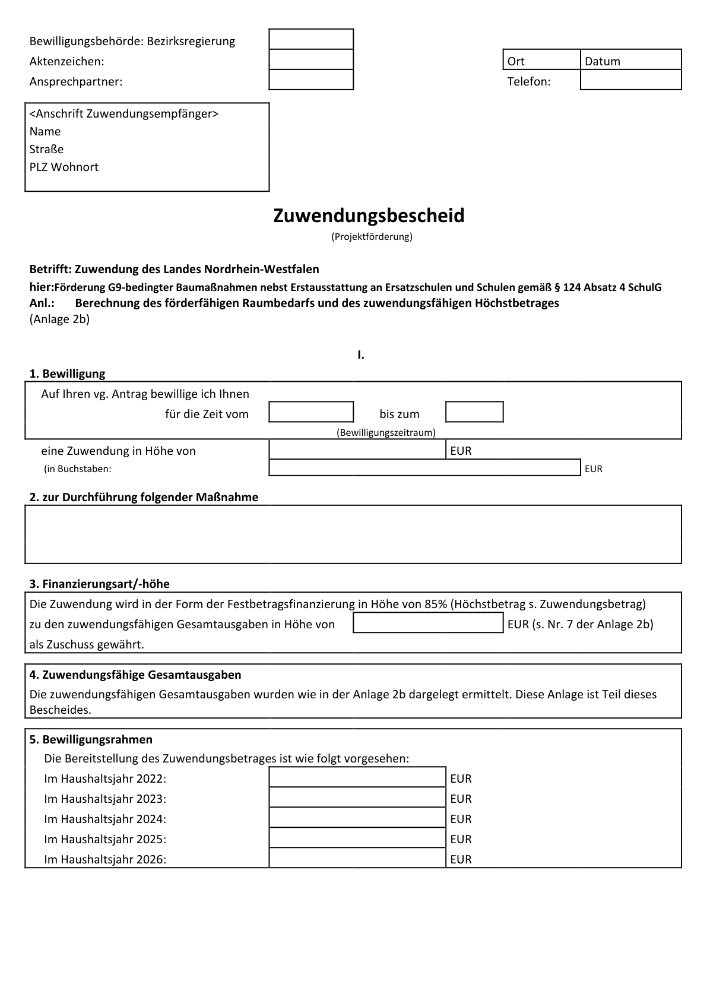 Bewilligungsbehörde: Bezirksregierung
Aktenzeichen:
Ort Datum
Ansprechpartner:
Telefon:
<Anschrift Zuwendungsempfänger>
Name
Straße
PLZ Wohnort
Zuwendungsbescheid
(Projektförderung)
Betrifft: Zuwendung des Landes Nordrhein-Westfalen
hier:Förderung G9-bedingter Baumaßnahmen nebst Erstausstattung an Ersatzschulen und Schulen gemäß § 124 Absatz 4 SchulG
Anl.: Berechnung des förderfähigen Raumbedarfs und des zuwendungsfähigen Höchstbetrages
(Anlage 2b)
I.
1. Bewilligung
Auf Ihren vg. Antrag bewillige ich Ihnen
für die Zeit vom bis zum
(Bewilligungszeitraum)
eine Zuwendung in Höhe von EUR
(in Buchstaben: EUR
2. zur Durchführung folgender Maßnahme
3. Finanzierungsart/-höhe
Die Zuwendung wird in der Form der Festbetragsfinanzierung in Höhe von 85% (Höchstbetrag s. Zuwendungsbetrag)
zu den zuwendungsfähigen Gesamtausgaben in Höhe von EUR (s. Nr. 7 der Anlage 2b)
als Zuschuss gewährt.
4. Zuwendungsfähige Gesamtausgaben
Die zuwendungsfähigen Gesamtausgaben wurden wie in der Anlage 2b dargelegt ermittelt. Diese Anlage ist Teil dieses
Bescheides.
5. Bewilligungsrahmen
Die Bereitstellung des Zuwendungsbetrages ist wie folgt vorgesehen:
Im Haushaltsjahr 2022: EUR
Im Haushaltsjahr 2023: EUR
Im Haushaltsjahr 2024: EUR
Im Haushaltsjahr 2025: EUR
Im Haushaltsjahr 2026: EUR